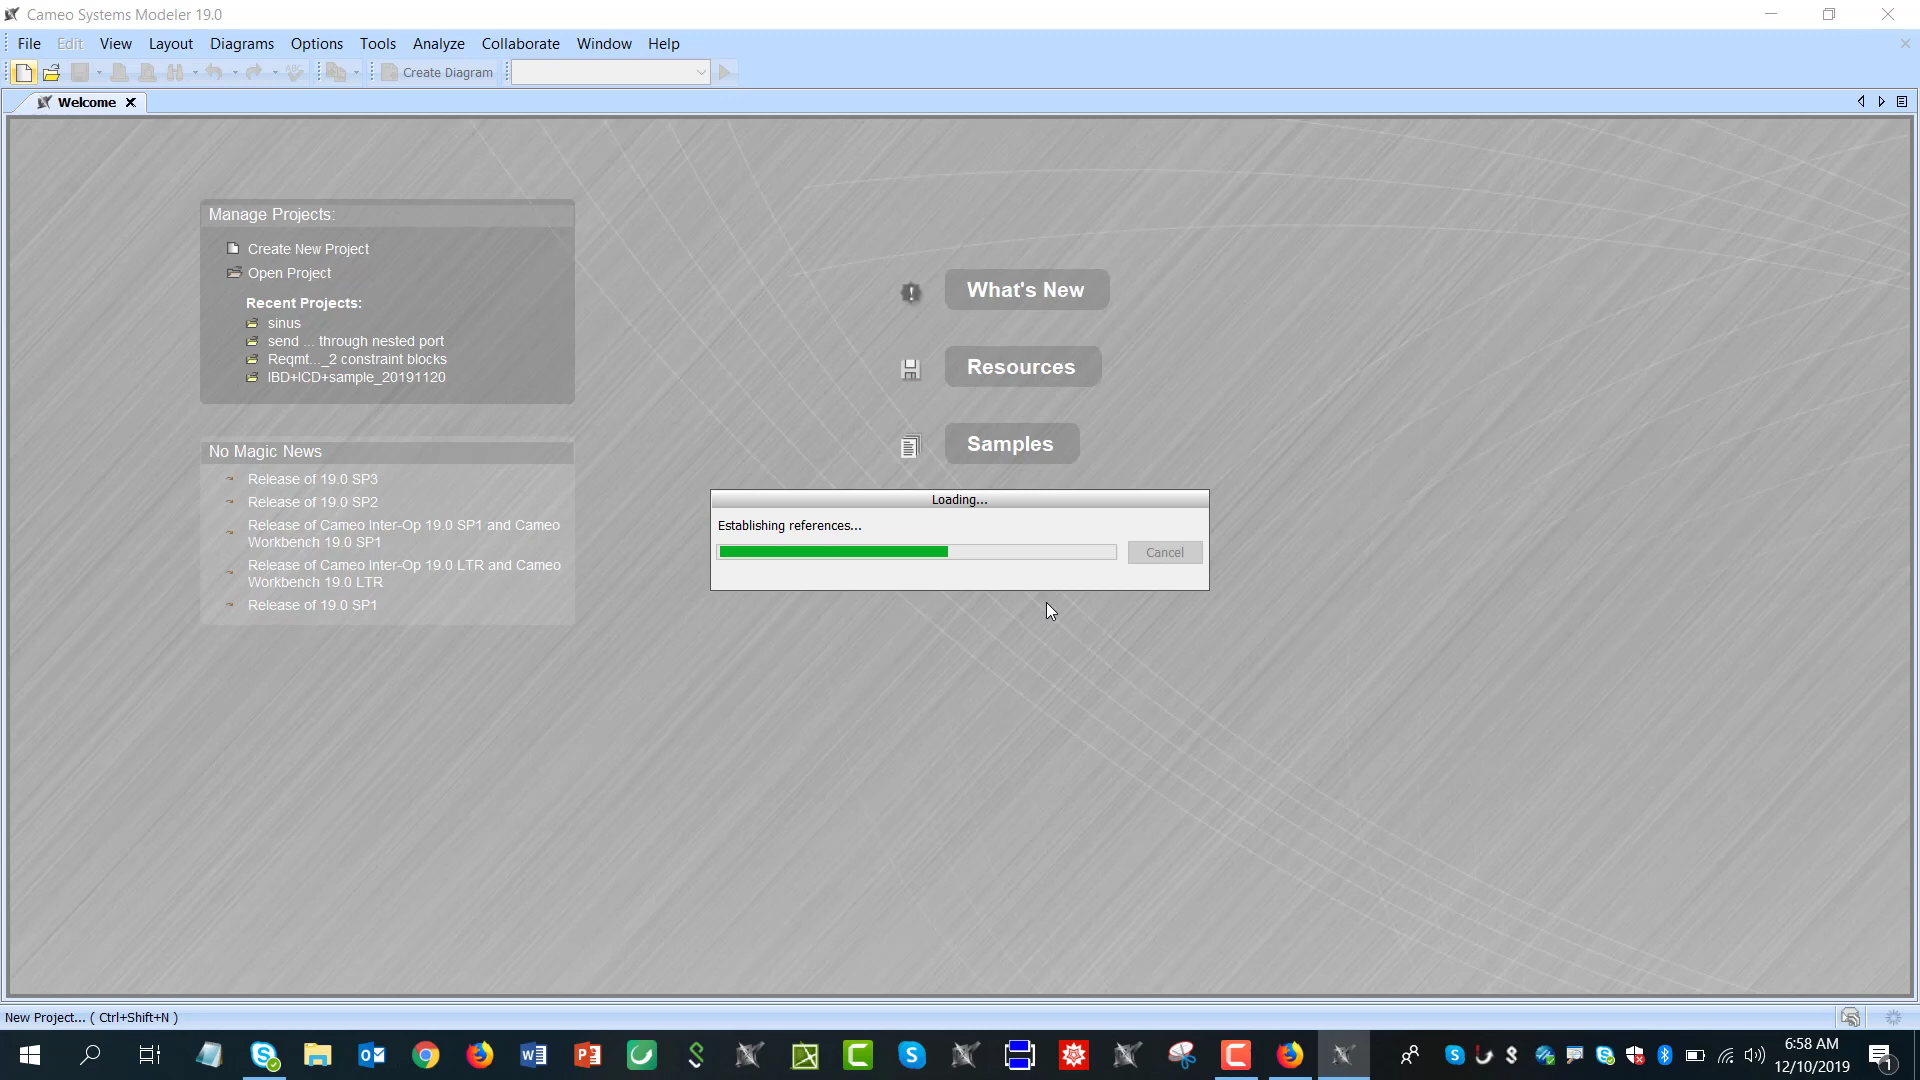 Cameo Systems Modeler 19.0
File Edit View Layout Diagrams Options Tools Analyze Collaborate Window Help
Create Diagram
Welcome
Manage Projects:
Create New Project
Open Project
Recent Projects:
sinus
send ... through nested port
Reqmt..._2 constraint blocks
IBD+ICD+sample_20191120
No Magic News
Release of 19.0 SP3
Release of 19.0 SP2
Release of Cameo Inter-Op 19.0 SP1 and Cameo
Workbench 19.0 SP1
Release of Cameo Inter-Op 19.0 LTR and Cameo
Workbench 19.0 LTR
Release of 19.0 SP1
What's New
Resources
Samples
Loading...
Establishing references...
Cancel
New Project... ( Ctrl+Shift+N )
6:58 AM
12/10/2019
1